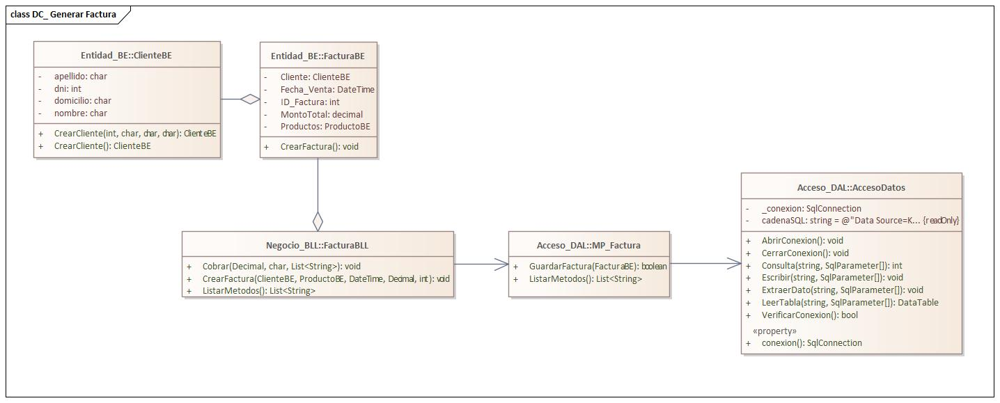 class DC_ Generar Factura
Entidad_BE::ClienteBE
- apellido: char
- dni: int
- domicilio: char
- nombre: char
+ CrearCliente(int, char, char, char): ClienteBE
+ CrearCliente(): ClienteBE
Entidad_BE::FacturaBE
- Cliente: ClienteBE
- Fecha_Venta: DateTime
- ID_Factura: int
- MontoTotal: decimal
- Productos: ProductoBE
+ CrearFactura(): void
Negocio_BLL::FacturaBLL
+ Cobrar(Decimal, char, List<String>): void
+ CrearFactura(ClienteBE, ProductoBE, DateTime, Decimal, int): void
+ ListarMetodos(): List<String>
Acceso_DAL::MP_Factura
+ GuardarFactura(FacturaBE): boolean
+ ListarMetodos(): List<String>
Acceso_DAL::AccesoDatos
- _conexion: SqlConnection
- cadenaSQL: string = @"Data Source=K... {readOnly}
+ AbrirConexion(): void
+ CerrarConexion(): void
+ Consulta(string, SqlParameter[]): int
+ Escribir(string, SqlParameter[]): void
+ ExtraerDato(string, SqlParameter[]): void
+ LeerTabla(string, SqlParameter[]): DataTable
+ VerificarConexion(): bool
«property»
+ conexion(): SqlConnection